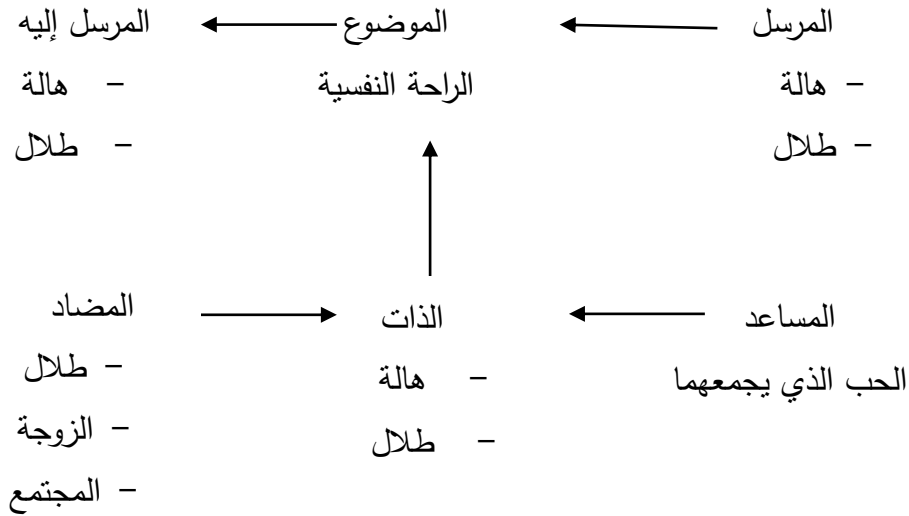 المرسل الموضوع المرسل إليه
– هالة الراحة النفسية – هالة
– طلال – طلال
المساعد الذات المضاد
الحب الذي يجمعهما – هالة – طلال
– طلال – الزوجة
– المجتمع